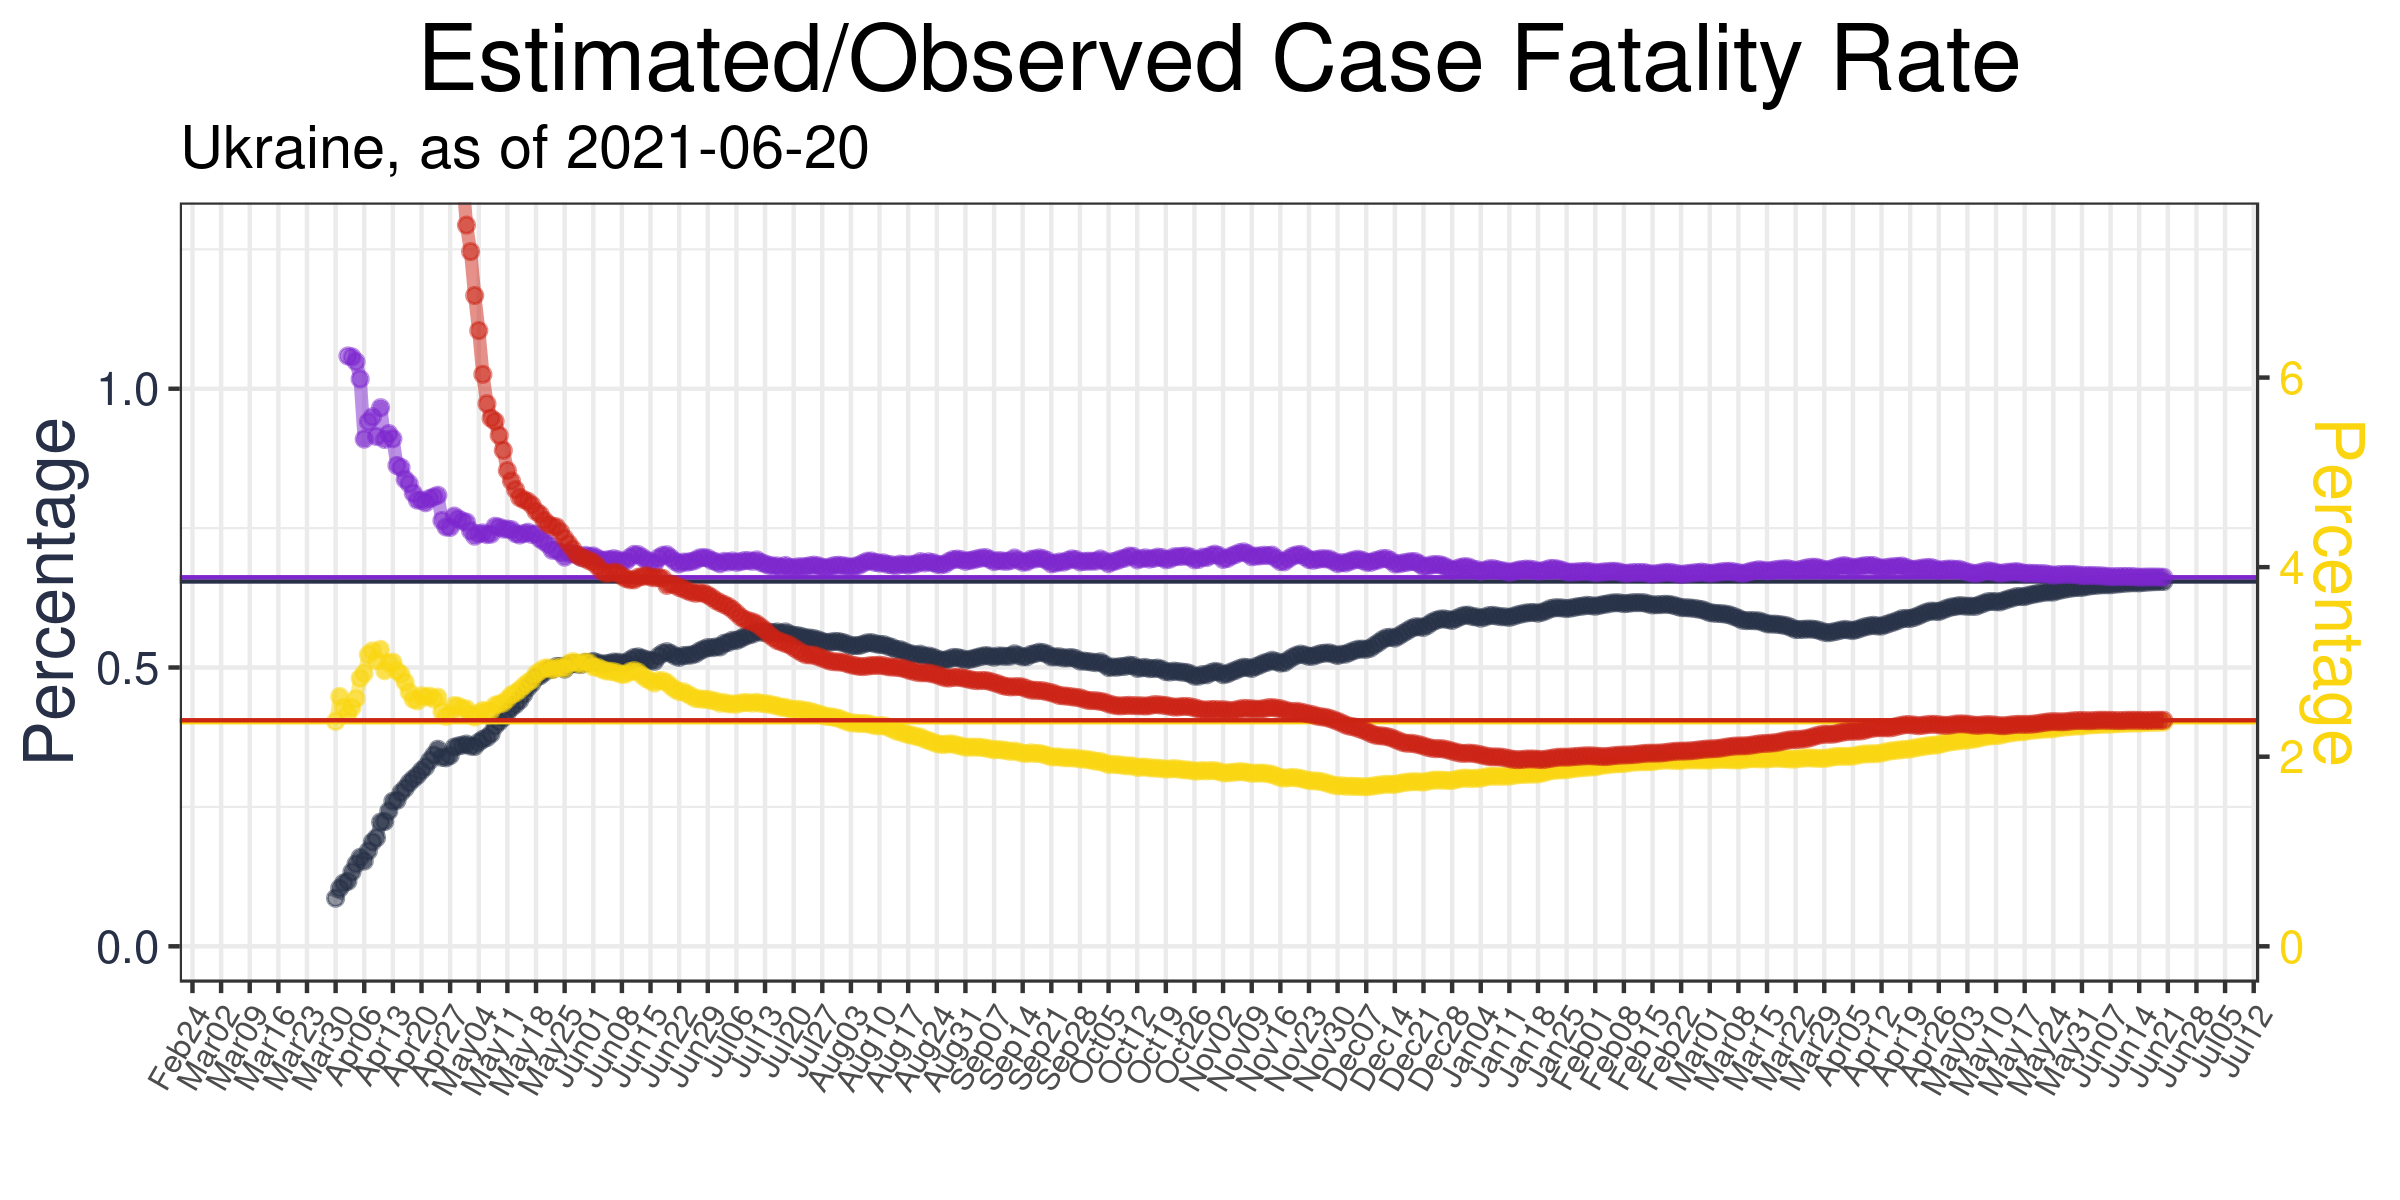 Estimated/Observed Case Fatality Rate
Ukraine, as of 2021-06-20
Percentage
1.0
0.5
0.0
6
4
2
0
Percentage
Feb24
Mar02
Mar09
Mar16
Mar23
Mar30
Apr06
Apr13
Apr20
Apr27
May04
May11
May18
May25
Jun01
Jun08
Jun15
Jun22
Jun29
Jul06
Jul13
Jul20
Jul27
Aug03
Aug10
Aug17
Aug24
Aug31
Sep07
Sep14
Sep21
Sep28
Oct05
Oct12
Oct19
Oct26
Nov02
Nov09
Nov16
Nov23
Nov30
Dec07
Dec14
Dec21
Dec28
Jan04
Jan11
Jan18
Jan25
Feb01
Feb08
Feb15
Feb22
Mar01
Mar08
Mar15
Mar22
Mar29
Apr05
Apr12
Apr19
Apr26
May03
May10
May17
May24
May31
Jun07
Jun14
Jun21
Jun28
Jul05
Jul12